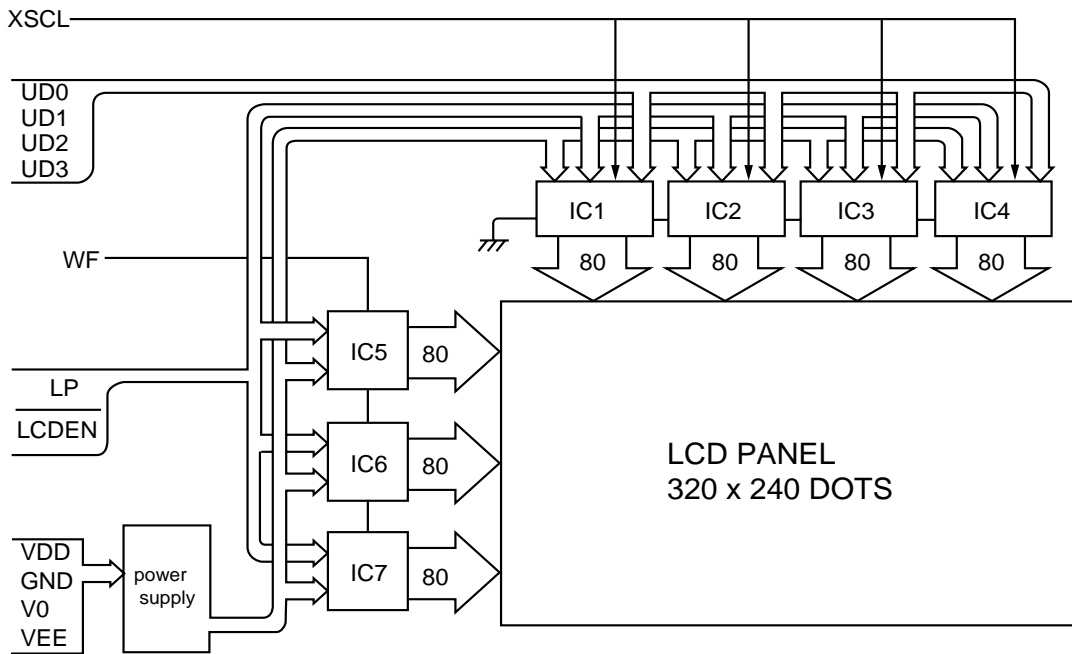 XSCL
UD0
UD1
UD2
UD3
IC1
IC2
IC3
IC4
80
80
80
80
WF
IC5
80
LP
LCDEN
IC6
80
LCD PANEL
320 x 240 DOTS
VDD
GND
V0
VEE
power
supply
IC7
80